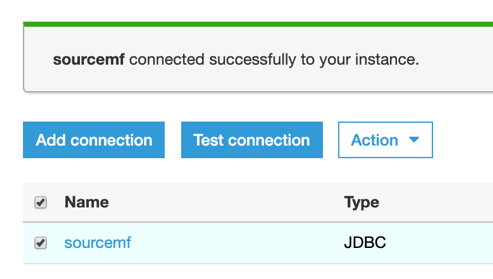 sourcemf connected successfully to your instance.
Add connection Test connection Action
Name Type
sourcemf JDBC